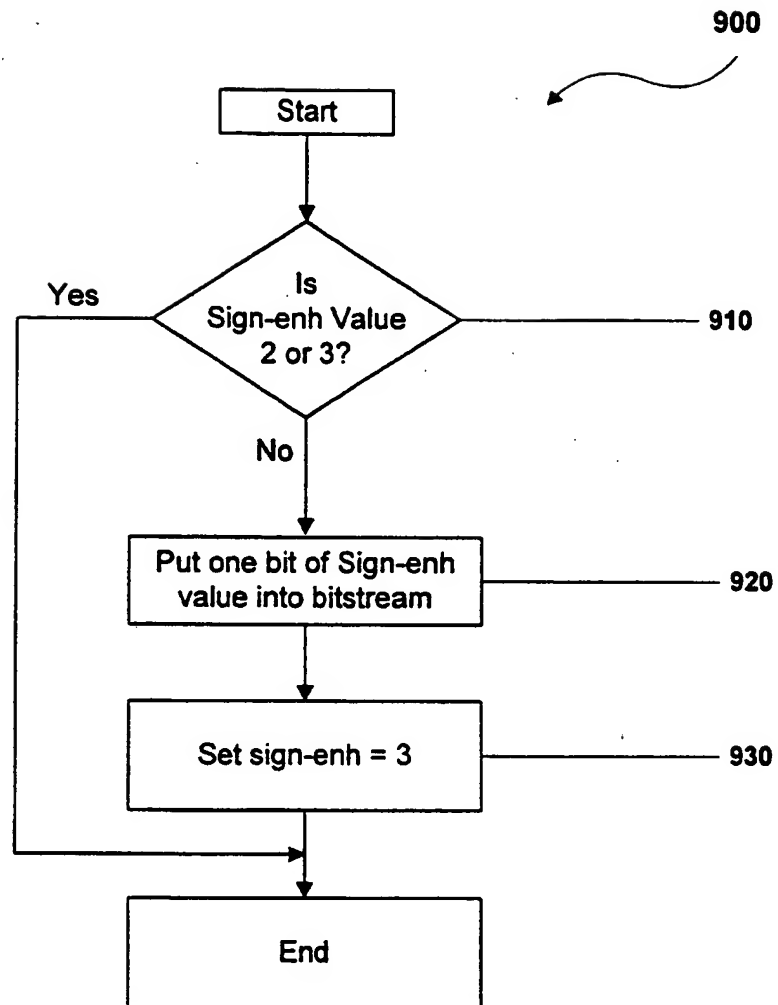 900
Start
Is
Sign-enh Value
2 or 3?
Yes
910
No
Put one bit of Sign-enh
value into bitstream
920
Set sign-enh = 3
930
End